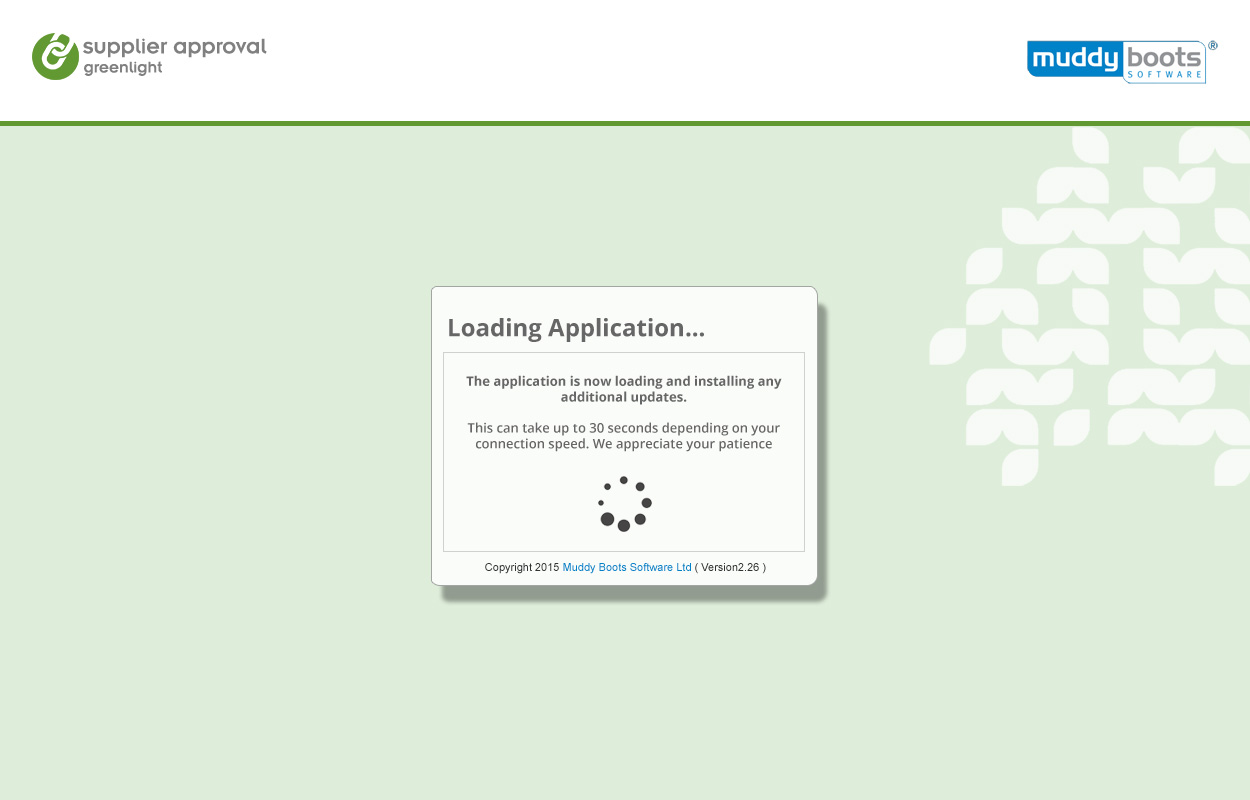 supplier approval
greenlight
muddy boots®
SOFTWARE
Loading Application...
The application is now loading and installing any
additional updates.
This can take up to 30 seconds depending on your
connection speed. We appreciate your patience
Copyright 2015 Muddy Boots Software Ltd ( Version2.26 )